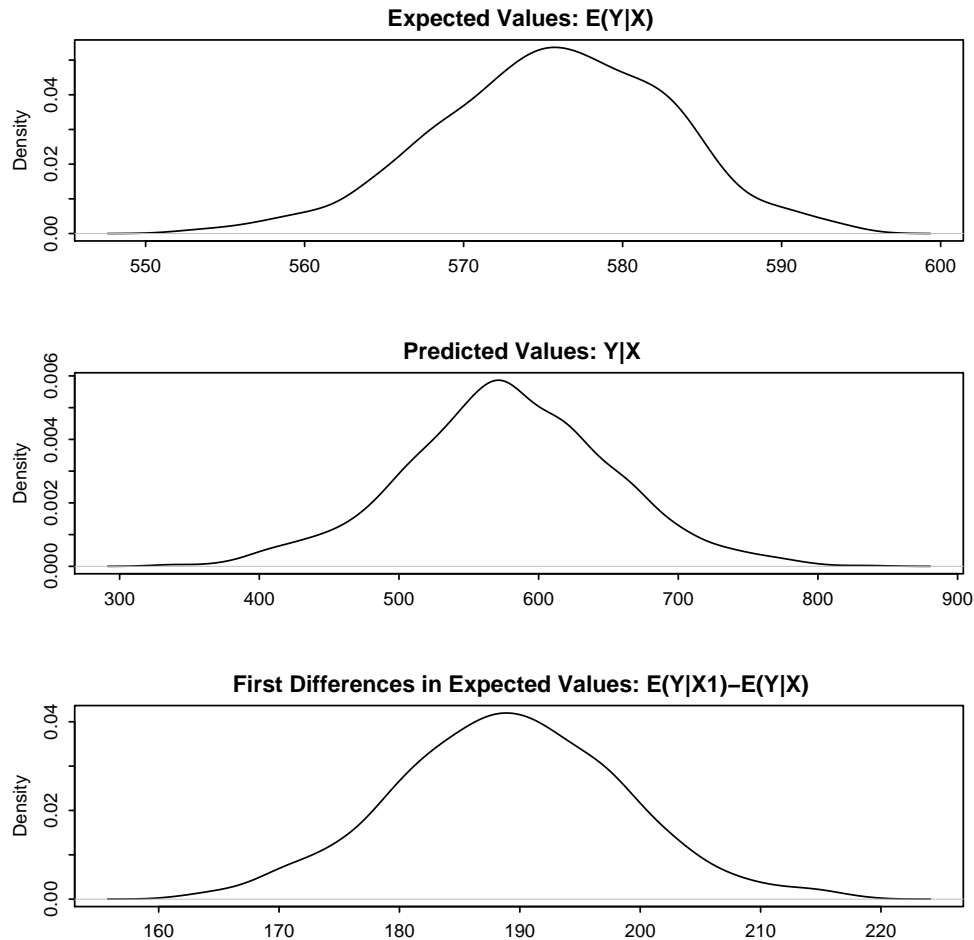 Expected Values: E(Y|X)
Density
0.00 0.02 0.04
550 560 570 580 590 600
Predicted Values: Y|X
Density
0.000 0.002 0.004 0.006
300 400 500 600 700 800 900
First Differences in Expected Values: E(Y|X1)−E(Y|X)
Density
0.00 0.02 0.04
160 170 180 190 200 210 220